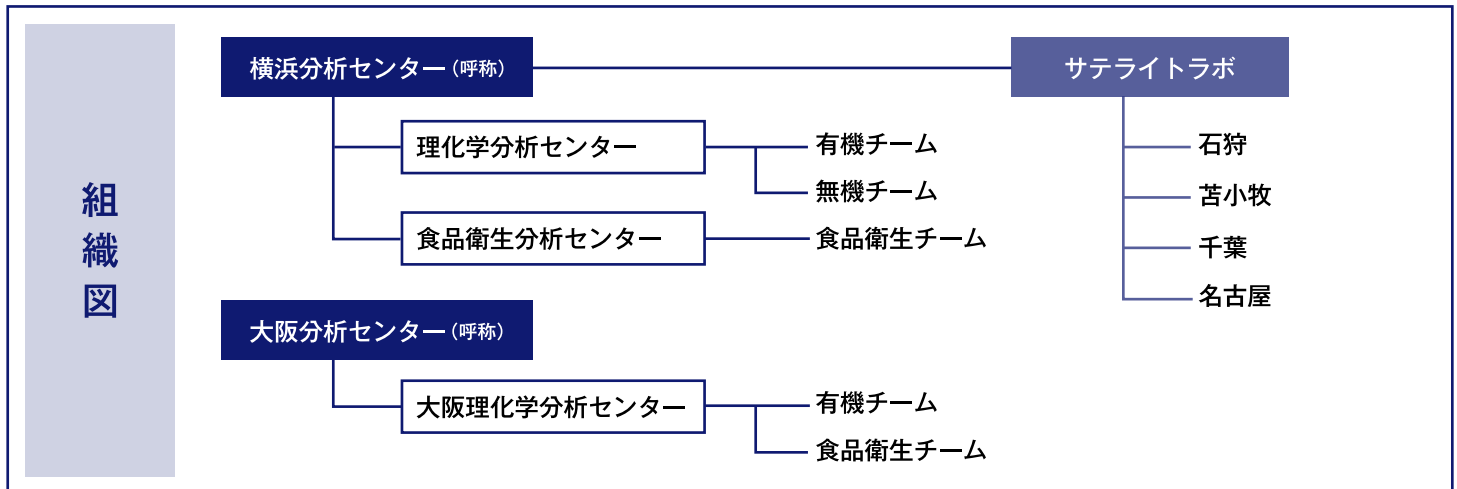 組織図
横浜分析センター（呼称）
理化学分析センター
有機チーム
無機チーム
食品衛生分析センター
食品衛生チーム
サテライトラボ
石狩
苫小牧
千葉
名古屋
大阪分析センター（呼称）
大阪理化学分析センター
有機チーム
食品衛生チーム